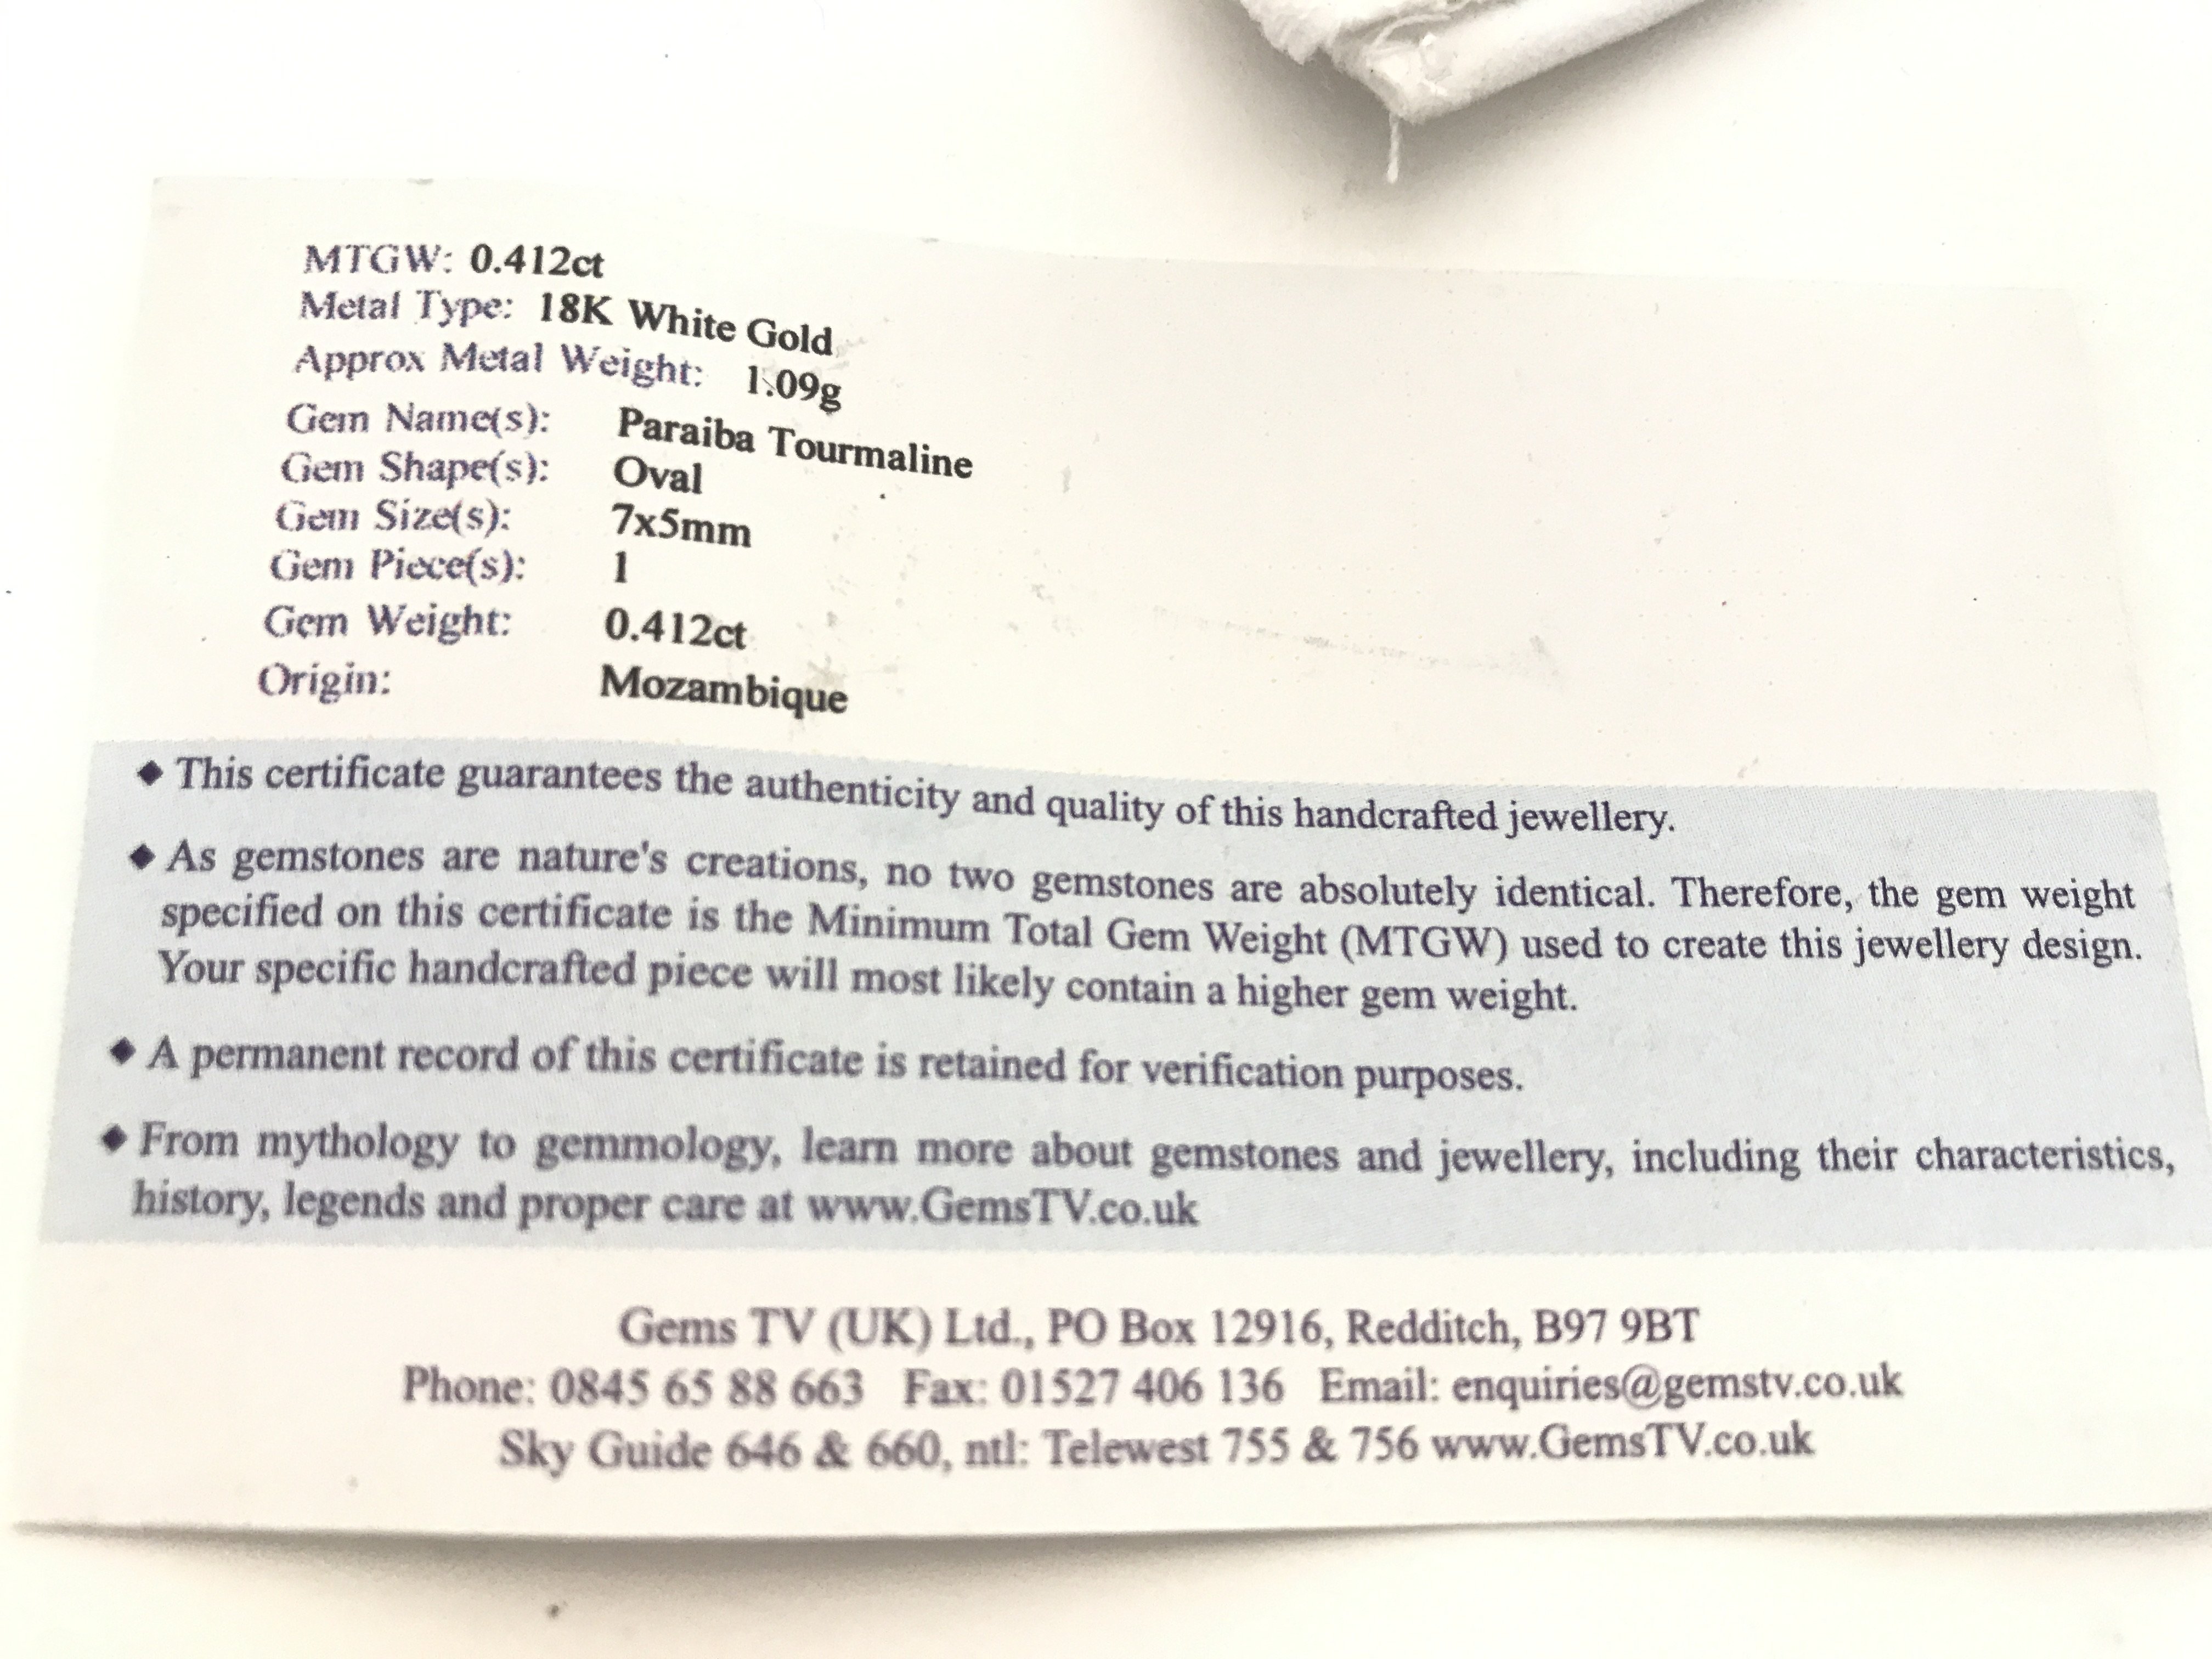 MTGW: 0.412ct
Metal Type: 18K White Gold
Approx Metal Weight: 1.09g
Gem Name(s): Paraiba Tourmaline
Gem Shape(s): Oval
Gem Size(s): 7x5mm
Gem Piece(s): 1
Gem Weight: 0.412ct
Origin: Mozambique
◆ This certificate guarantees the authenticity and quality of this handcrafted jewellery.
◆ As gemstones are nature's creations, no two gemstones are absolutely identical. Therefore, the gem weight
specified on this certificate is the Minimum Total Gem Weight (MTGW) used to create this jewellery design.
Your specific handcrafted piece will most likely contain a higher gem weight.
◆ A permanent record of this certificate is retained for verification purposes.
◆ From mythology to gemmology, learn more about gemstones and jewellery, including their characteristics,
history, legends and proper care at www.GemsTV.co.uk
Gems TV (UK) Ltd., PO Box 12916, Redditch, B97 9BT
Phone: 0845 65 88 663 Fax: 01527 406 136 Email: enquiries@gemstv.co.uk
Sky Guide 646 & 660, ntl: Telewest 755 & 756 www.GemsTV.co.uk